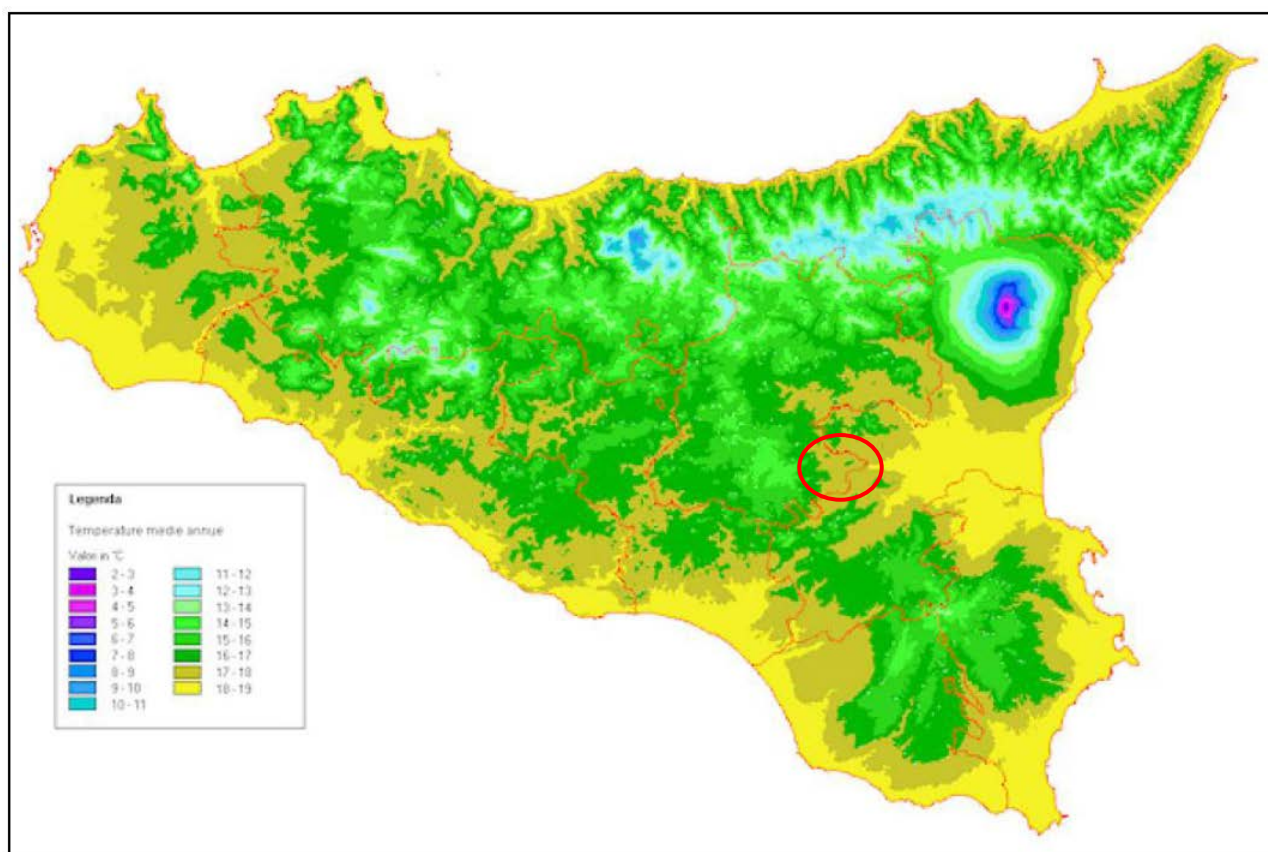 Legenda
Temperature medie annue
Valori in °C
2 - 3
3 - 4
4 - 5
5 - 6
6 - 7
7 - 8
8 - 9
9 - 10
10 - 11
11 - 12
12 - 13
13 - 14
14 - 15
15 - 16
16 - 17
17 - 18
18 - 19